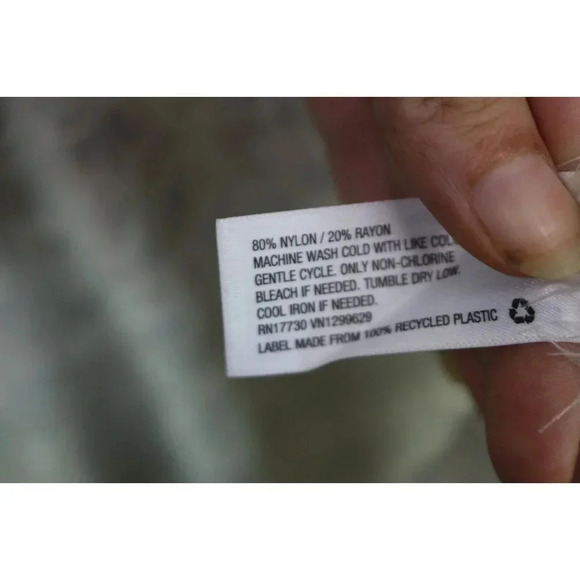 80% NYLON / 20% RAYON
MACHINE WASH COLD WITH LIKE
GENTLE CYCLE. ONLY NON-CHLORINE
BLEACH IF NEEDED. TUMBLE DRY LOW.
COOL IRON IF NEEDED.
RN17730 VN1299629
LABEL MADE FROM 100% RECYCLED PLASTIC